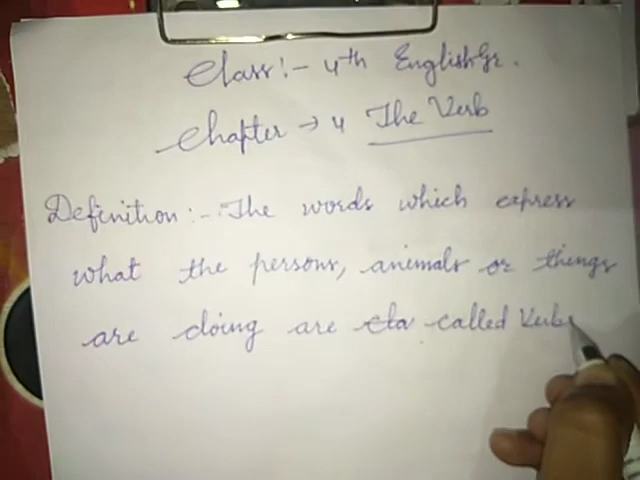 Class:- 4th English Gr.
Chapter → 4 The Verb
Definition:- The words which express
what the persons, animals or things
are doing are called Verbs